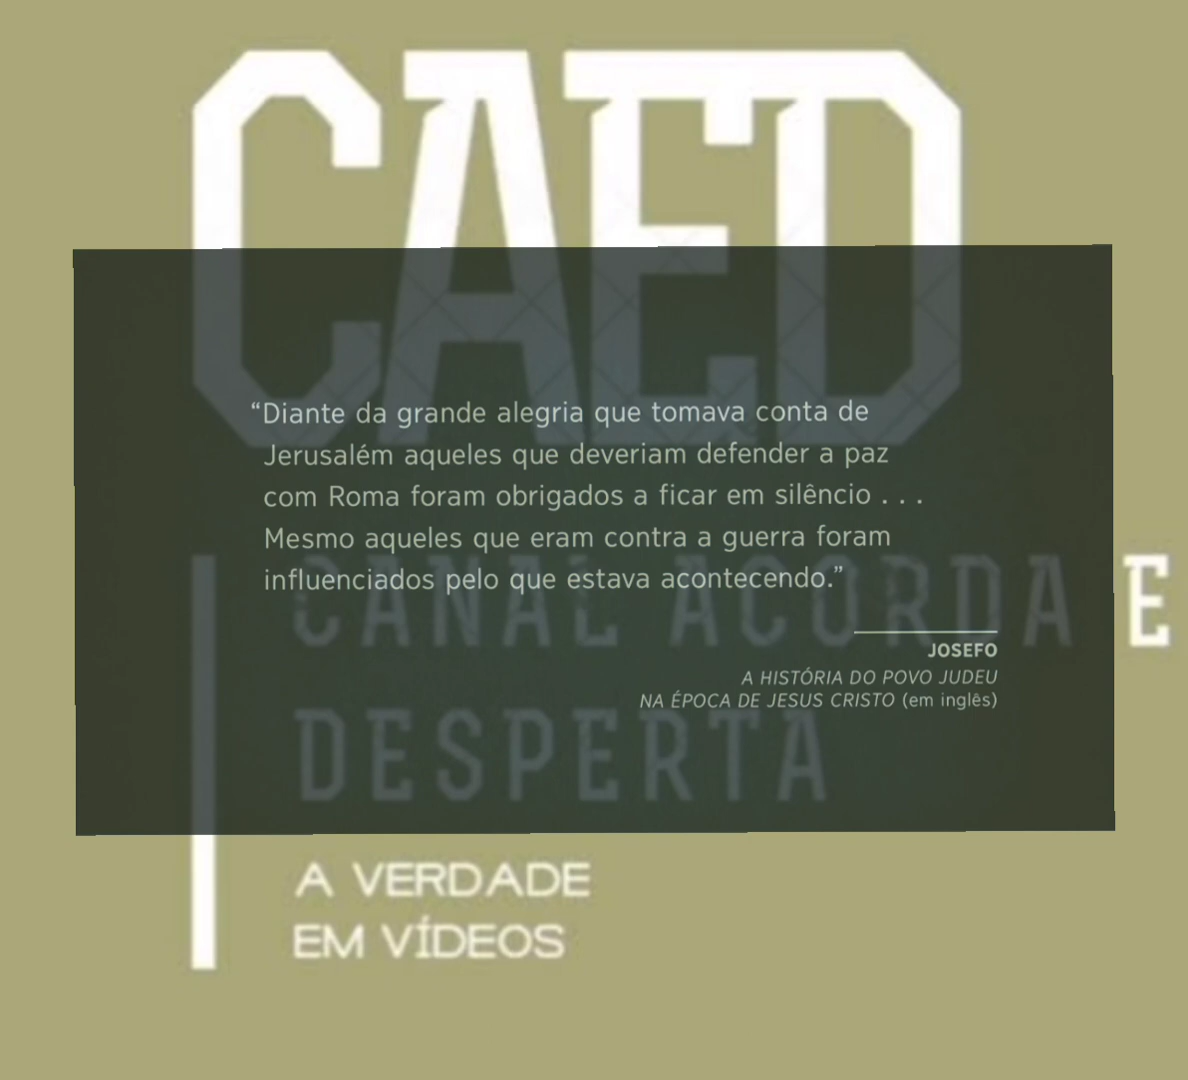 CAED
“Diante da grande alegria que tomava conta de
Jerusalém aqueles que deveriam defender a paz
com Roma foram obrigados a ficar em silêncio . . .
Mesmo aqueles que eram contra a guerra foram
influenciados pelo que estava acontecendo.”
CANAL ACORDA E
JOSEFO
A HISTÓRIA DO POVO JUDEU
NA ÉPOCA DE JESUS CRISTO (em inglês)
DESPERTA
A VERDADE
EM VÍDEOS